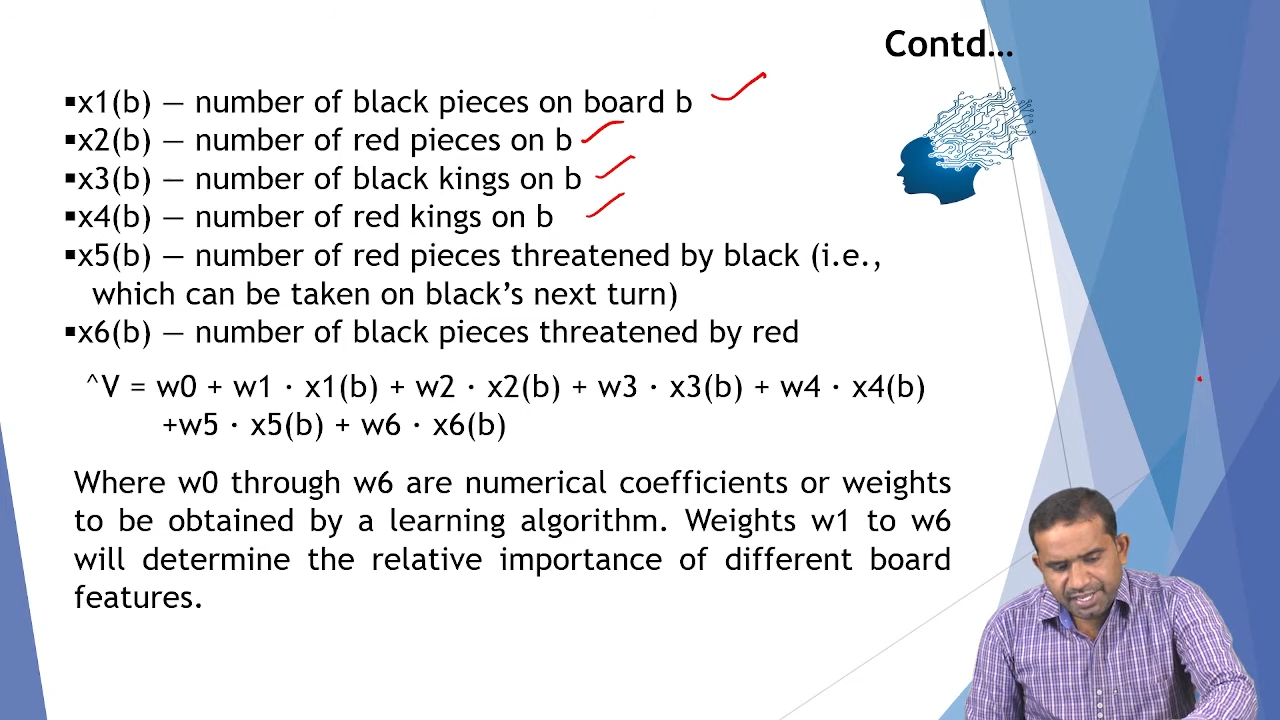 Contd...
▪x1(b) — number of black pieces on board b
▪x2(b) — number of red pieces on b
▪x3(b) — number of black kings on b
▪x4(b) — number of red kings on b
▪x5(b) — number of red pieces threatened by black (i.e.,
which can be taken on black’s next turn)
▪x6(b) — number of black pieces threatened by red
^V = w0 + w1 · x1(b) + w2 · x2(b) + w3 · x3(b) + w4 · x4(b)
+w5 · x5(b) + w6 · x6(b)
Where w0 through w6 are numerical coefficients or weights
to be obtained by a learning algorithm. Weights w1 to w6
will determine the relative importance of different board
features.